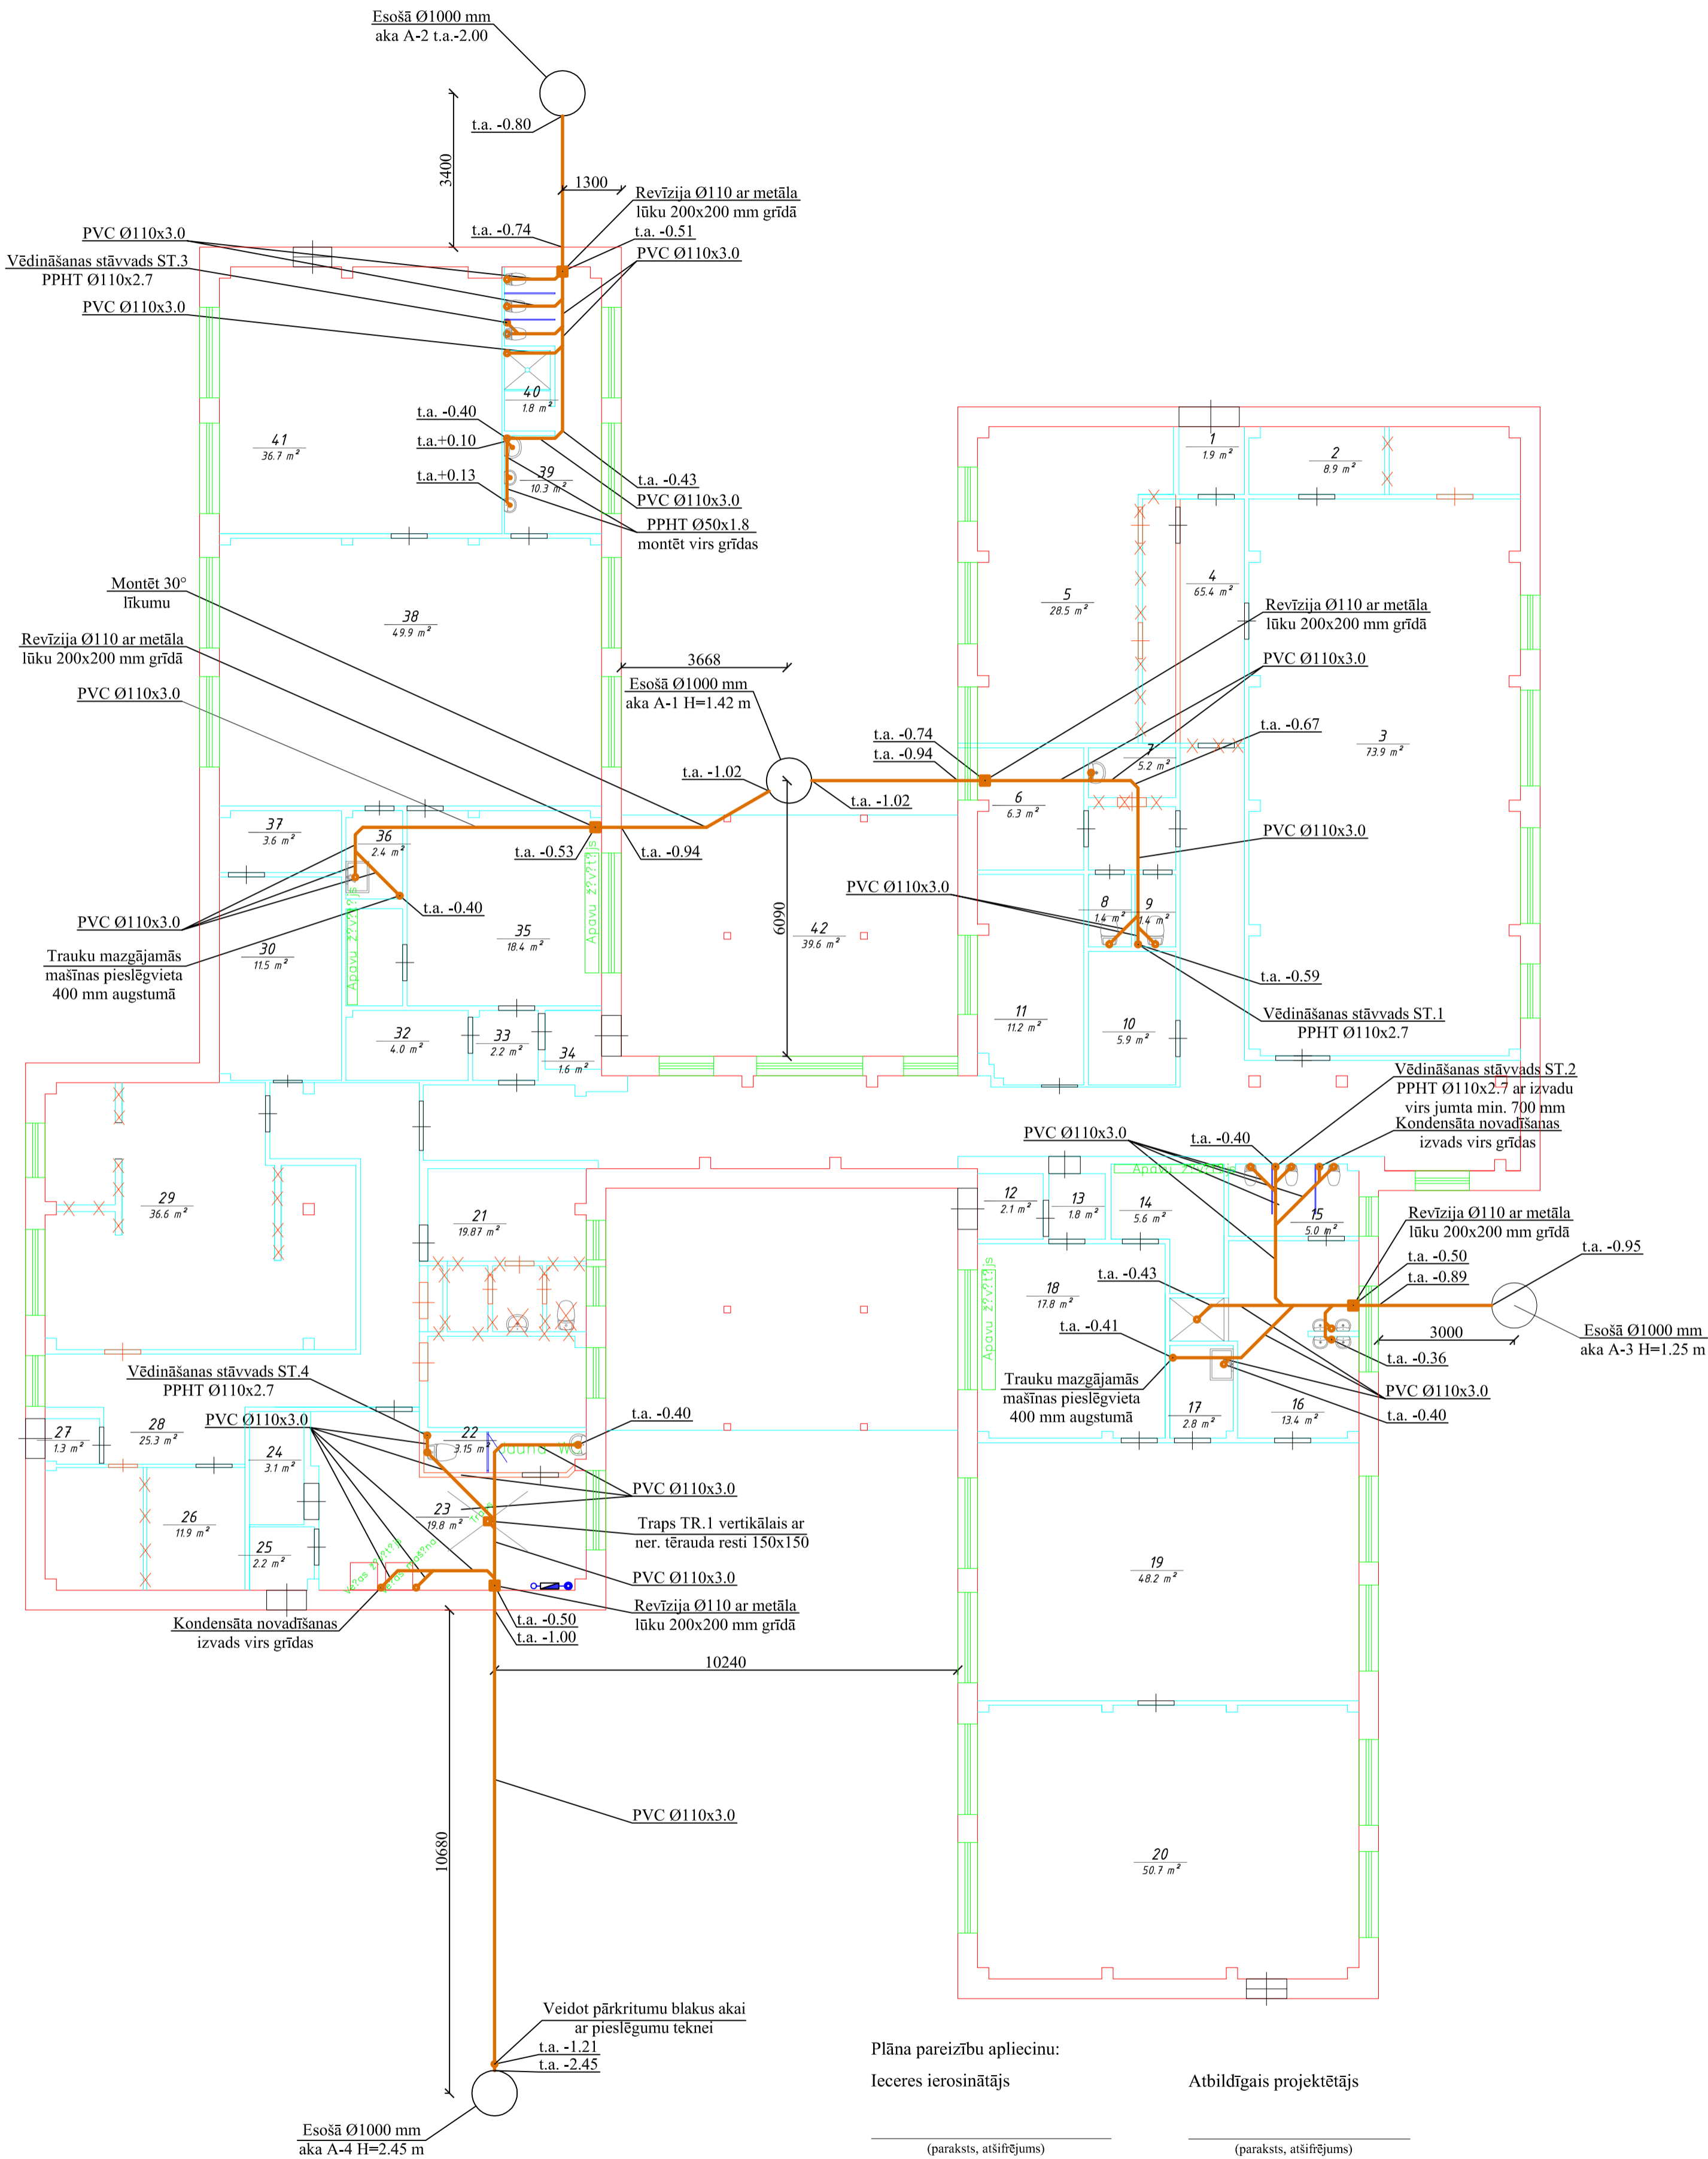 Esošā Ø1000 mm
aka A-2 t.a.-2.00
t.a. -0.80
3400
1300
Revīzija Ø110 ar metāla
lūku 200x200 mm grīdā
t.a. -0.74
t.a. -0.51
PVC Ø110x3.0
PVC Ø110x3.0
Vēdināšanas stāvvads ST.3
PPHT Ø110x2.7
PVC Ø110x3.0
40
1.8 m²
t.a. -0.40
t.a.+0.10
t.a.+0.13
41
36.7 m²
39
10.3 m²
t.a. -0.43
PVC Ø110x3.0
PPHT Ø50x1.8
montēt virs grīdas
1
1.9 m²
2
8.9 m²
Montēt 30°
līkumu
38
49.9 m²
5
28.5 m²
4
65.4 m²
Revīzija Ø110 ar metāla
lūku 200x200 mm grīdā
Revīzija Ø110 ar metāla
lūku 200x200 mm grīdā
PVC Ø110x3.0
3668
Esošā Ø1000 mm
aka A-1 H=1.42 m
PVC Ø110x3.0
t.a. -0.67
t.a. -0.74
t.a. -0.94
3
73.9 m²
7
5.2 m²
t.a. -1.02
t.a. -1.02
6
6.3 m²
37
3.6 m²
36
2.4 m²
t.a. -0.53
t.a. -0.94
PVC Ø110x3.0
PVC Ø110x3.0
8
1.4 m²
9
1.4 m²
PVC Ø110x3.0
t.a. -0.40
Apavu ž?v?t?js
Apavu ž?v?t?js
6090
35
18.4 m²
42
39.6 m²
30
11.5 m²
Trauku mazgājamās
mašīnas pieslēgvieta
400 mm augstumā
t.a. -0.59
Vēdināšanas stāvvads ST.1
PPHT Ø110x2.7
11
11.2 m²
10
5.9 m²
32
4.0 m²
33
2.2 m²
34
1.6 m²
Vēdināšanas stāvvads ST.2
PPHT Ø110x2.7 ar izvadu
virs jumta min. 700 mm
Kondensāta novadīšanas
izvads virs grīdas
PVC Ø110x3.0
t.a. -0.40
Apavu ž?v?t?js
29
36.6 m²
21
19.87 m²
12
2.1 m²
13
1.8 m²
14
5.6 m²
15
5.0 m²
Revīzija Ø110 ar metāla
lūku 200x200 mm grīdā
t.a. -0.50
t.a. -0.89
t.a. -0.95
t.a. -0.43
18
17.8 m²
Apavu ž?v?t?js
t.a. -0.41
3000
Esošā Ø1000 mm
aka A-3 H=1.25 m
t.a. -0.36
Trauku mazgājamās
mašīnas pieslēgvieta
400 mm augstumā
PVC Ø110x3.0
t.a. -0.40
17
2.8 m²
16
13.4 m²
Vēdināšanas stāvvads ST.4
PPHT Ø110x2.7
PVC Ø110x3.0
t.a. -0.40
27
1.3 m²
28
25.3 m²
24
3.1 m²
22
3.15 m²
PVC Ø110x3.0
26
11.9 m²
25
2.2 m²
23
19.8 m²
Traps TR.1 vertikālais ar
ner. tērauda resti 150x150
PVC Ø110x3.0
19
48.2 m²
Revīzija Ø110 ar metāla
lūku 200x200 mm grīdā
t.a. -0.50
t.a. -1.00
Kondensāta novadīšanas
izvads virs grīdas
10240
PVC Ø110x3.0
10680
20
50.7 m²
Veidot pārkritumu blakus akai
ar pieslēgumu teknei
t.a. -1.21
t.a. -2.45
Esošā Ø1000 mm
aka A-4 H=2.45 m
Plāna pareizību apliecinu:
Ieceres ierosinātājs
Atbildīgais projektētājs
(paraksts, atšifrējums)
(paraksts, atšifrējums)